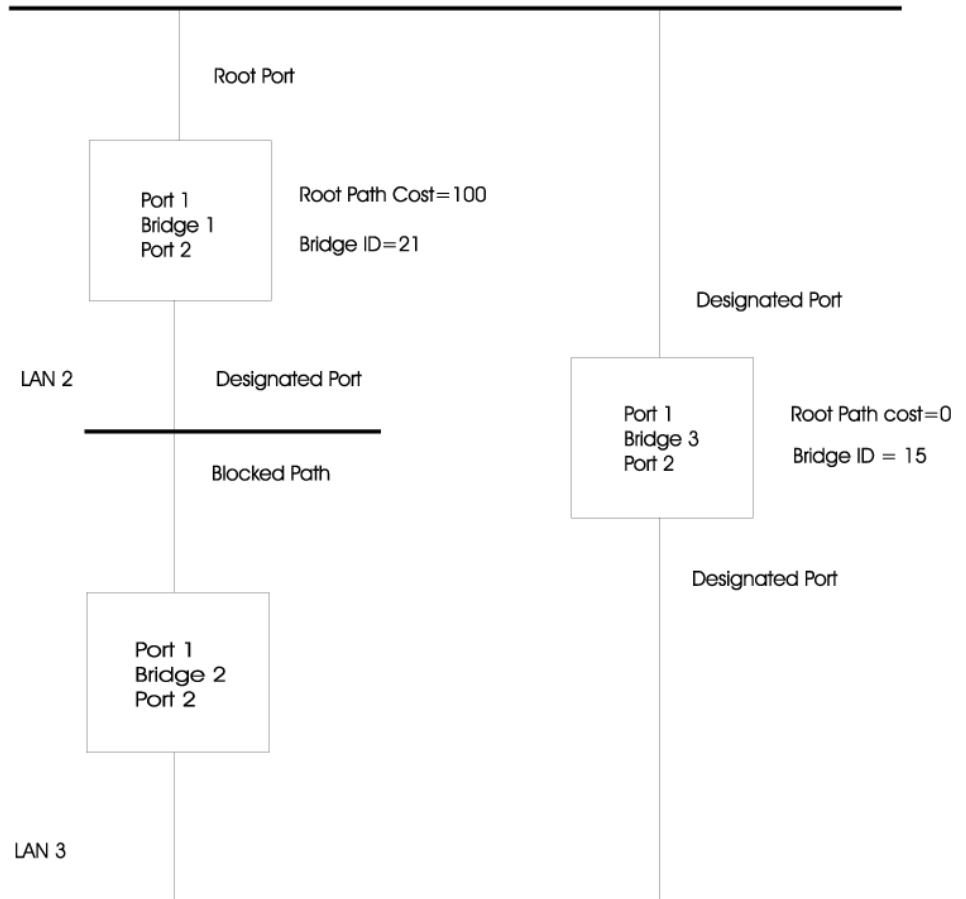 Root Port
Port 1
Bridge 1
Port 2
Root Path Cost=100
Bridge ID=21
LAN 2
Designated Port
Blocked Path
Designated Port
Port 1
Bridge 3
Port 2
Root Path cost=0
Bridge ID = 15
Designated Port
Port 1
Bridge 2
Port 2
LAN 3